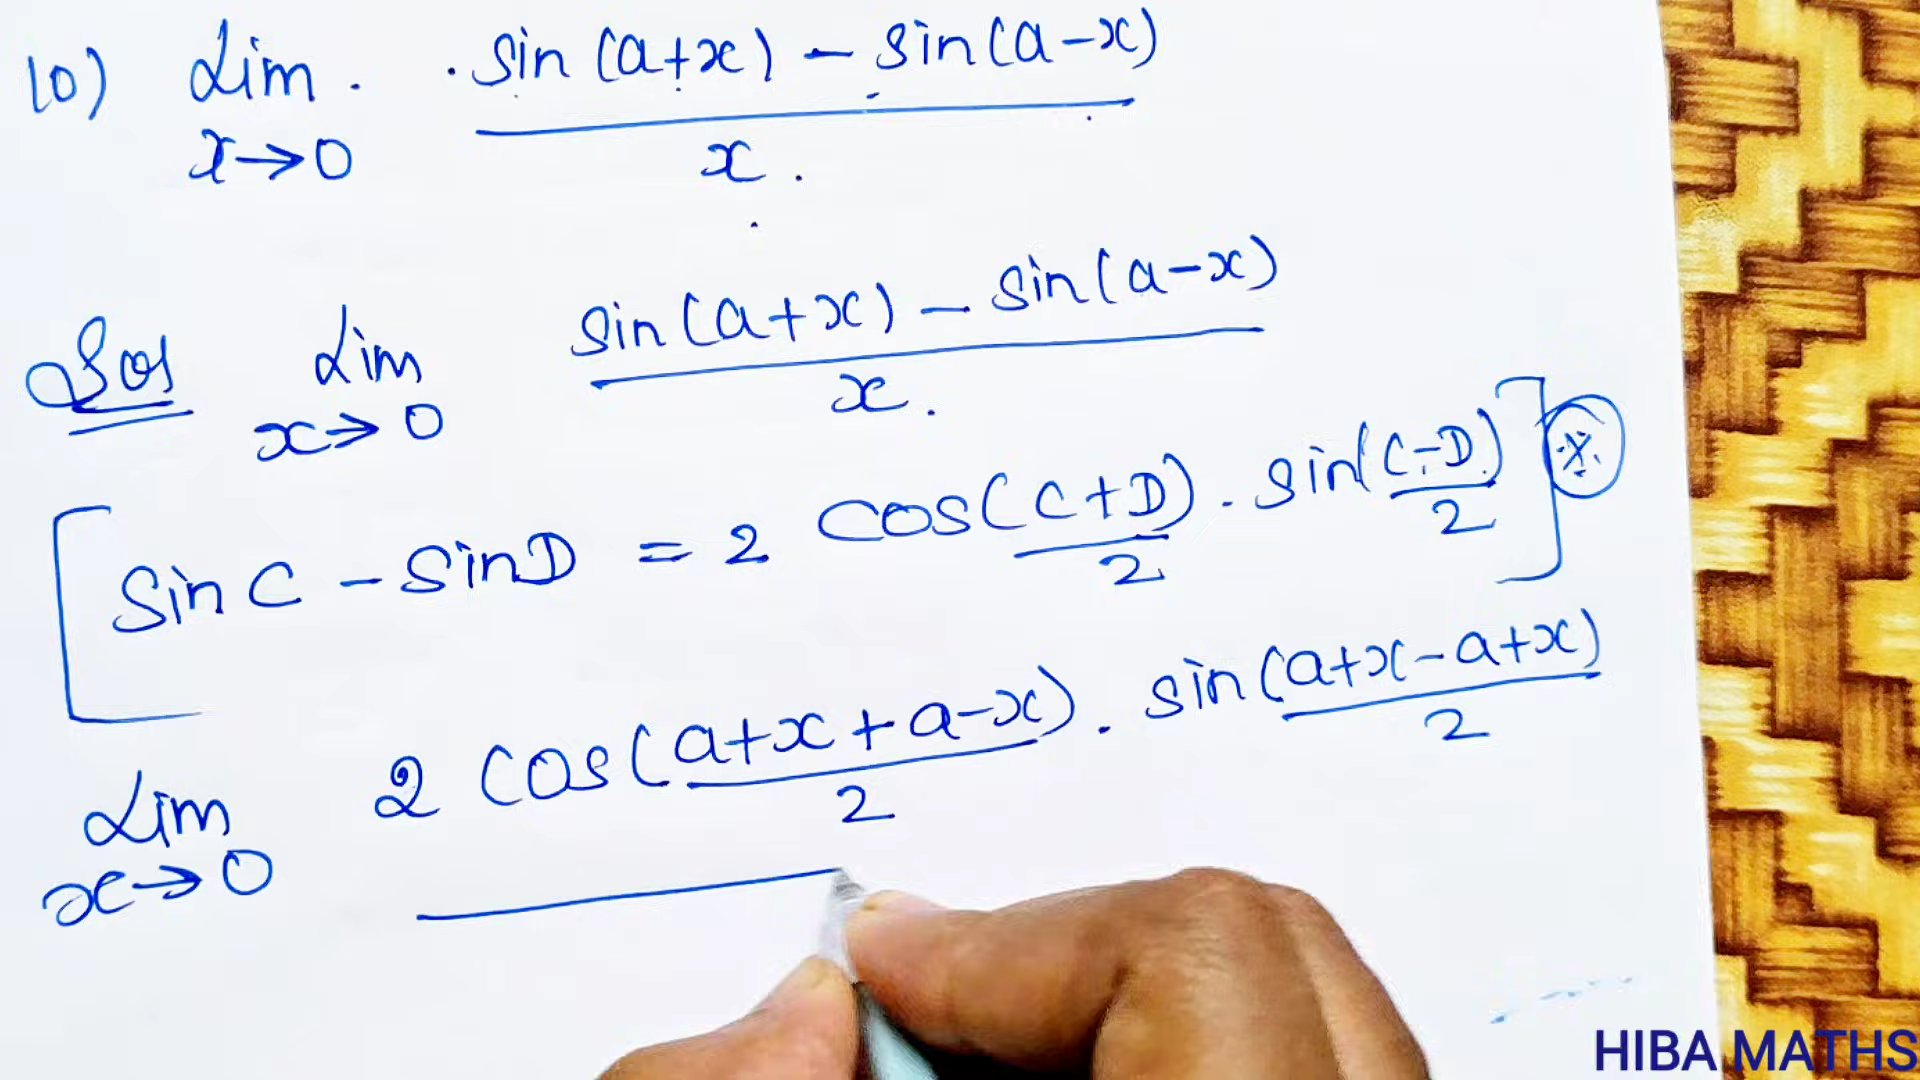 10) Lim sin(a+x) - sin(a-x)
x→0 x
Sol Lim sin(a+x) - sin(a-x)
x→0 x.
[sin C - sin D = 2 cos(C+D)/2 . sin(C-D)/2] *
Lim 2 cos(a+x+a-x)/2 . sin(a+x-a+x)/2
x→0
HIBA MATHS